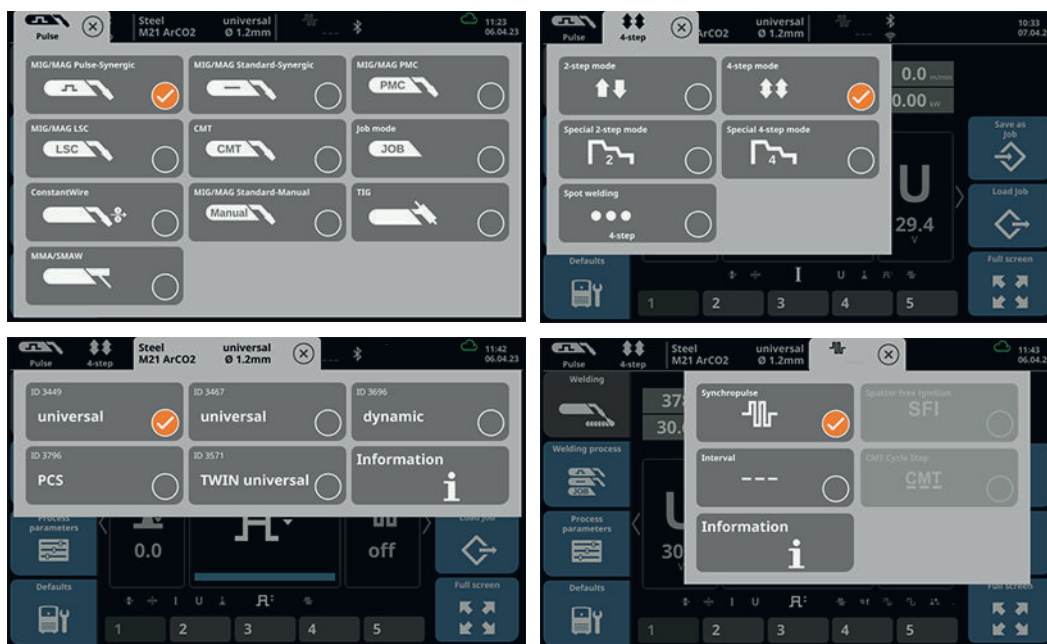 Pulse
Steel
M21 ArCO2
universal
Ø 1.2mm
---
11:23
06.04.23
MIG/MAG Pulse-Synergic
MIG/MAG Standard-Synergic
MIG/MAG PMC
PMC
MIG/MAG LSC
LSC
CMT
CMT
Job mode
JOB
ConstantWire
MIG/MAG Standard-Manual
Manual
TIG
MMA/SMAW
Pulse
4-step
ArCO2
universal
Ø 1.2mm
---
10:33
07.04.2
2-step mode
4-step mode
Special 2-step mode
2
Special 4-step mode
4
Spot welding
4-step
0.0 m/min
0.00 kW
Save as
Job
U
29.4
V
Load Job
Defaults
Full screen
1 2 3 4 5
Pulse
4-step
Steel
M21 ArCO2
universal
Ø 1.2mm
---
11:42
06.04.23
ID 3449
universal
ID 3467
universal
ID 3696
dynamic
ID 3796
PCS
ID 3571
TWIN universal
Information
i
Process
parameters
0.0
off
Load Job
Defaults
Full screen
1 2 3 4 5
Pulse
4-step
Steel
M21 ArCO2
universal
Ø 1.2mm
11:43
06.04.2
Welding
Synchropulse
Spatter free Ignition
SFI
Welding process
JOB
Interval
---
CMT Cycle Step
CMT
Information
i
Process
parameters
30
V
Defaults
Full screen
1 2 3 4 5